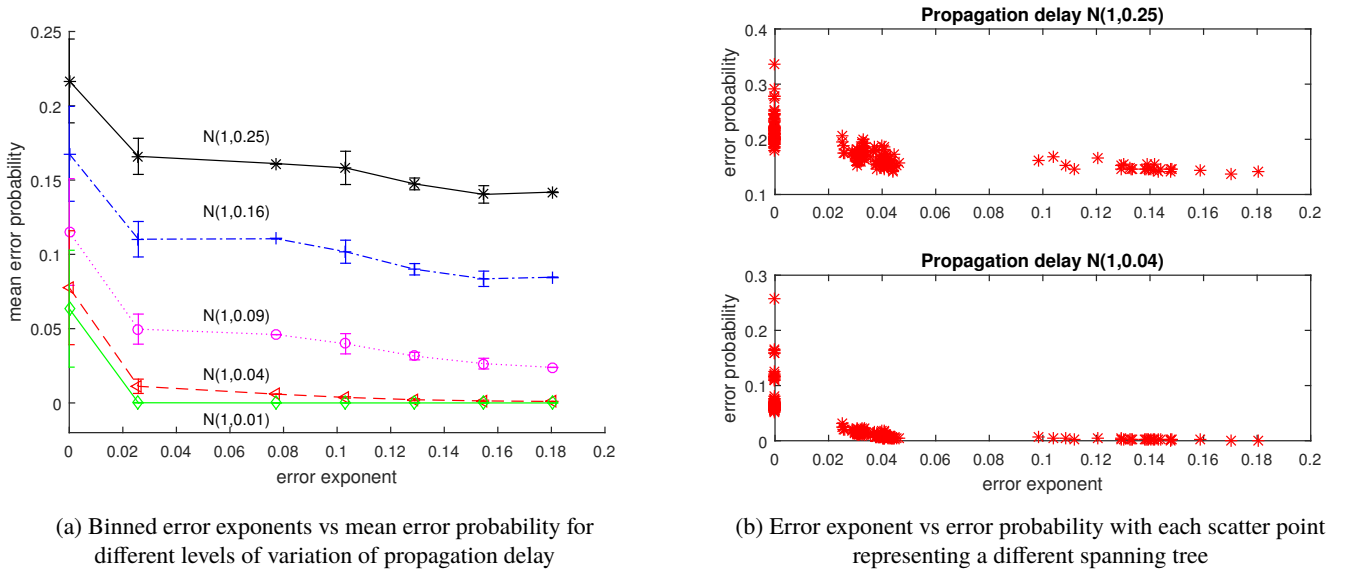 0.25
0.2
0.15
0.1
0.05
0
mean error probability
N(1,0.25)
N(1,0.16)
N(1,0.09)
N(1,0.04)
N(1,0.01)
0 0.02 0.04 0.06 0.08 0.1 0.12 0.14 0.16 0.18 0.2
error exponent
(a) Binned error exponents vs mean error probability for
different levels of variation of propagation delay
Propagation delay N(1,0.25)
0.4
0.3
0.2
0.1
error probability
0 0.02 0.04 0.06 0.08 0.1 0.12 0.14 0.16 0.18 0.2
Propagation delay N(1,0.04)
0.3
0.2
0.1
0
error probability
0 0.02 0.04 0.06 0.08 0.1 0.12 0.14 0.16 0.18 0.2
error exponent
(b) Error exponent vs error probability with each scatter point
representing a different spanning tree